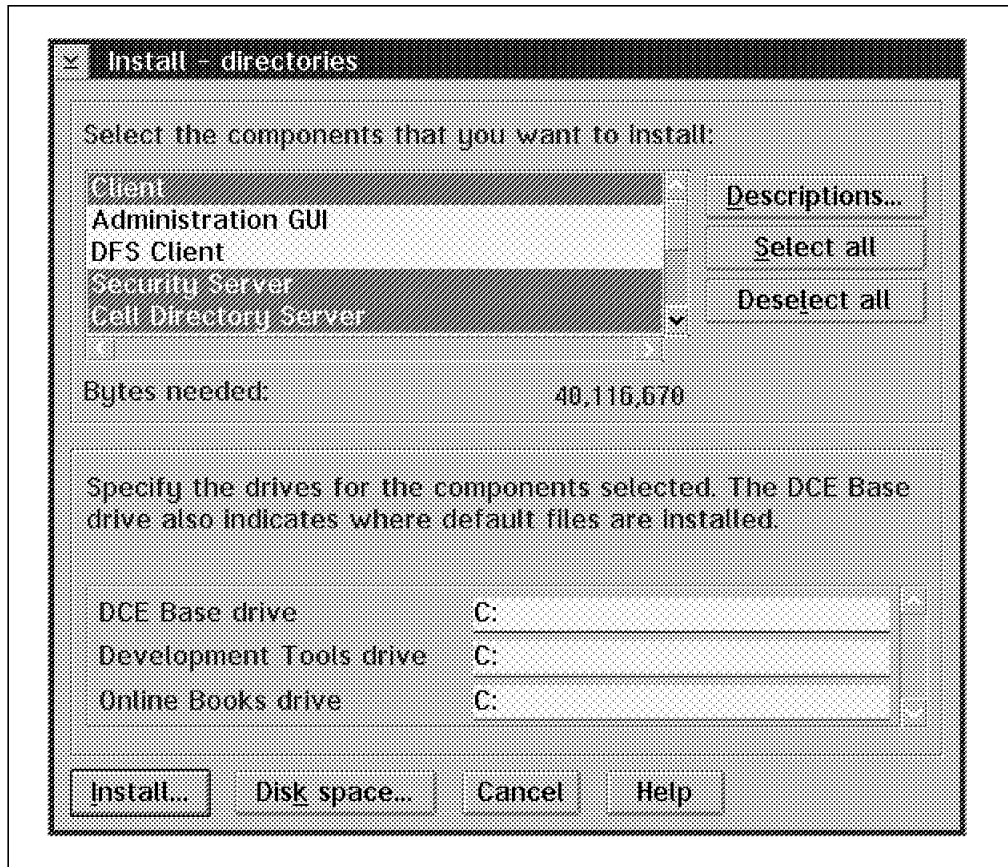 Install - directories
Select the components that you want to install:
Client
Administration GUI
DFS Client
Security Server
Cell Directory Server
Descriptions...
Select all
Deselect all
Bytes needed: 40,116,670
Specify the drives for the components selected. The DCE Base
drive also indicates where default files are installed.
DCE Base drive C:
Development Tools drive C:
Online Books drive C:
Install... Disk space... Cancel Help